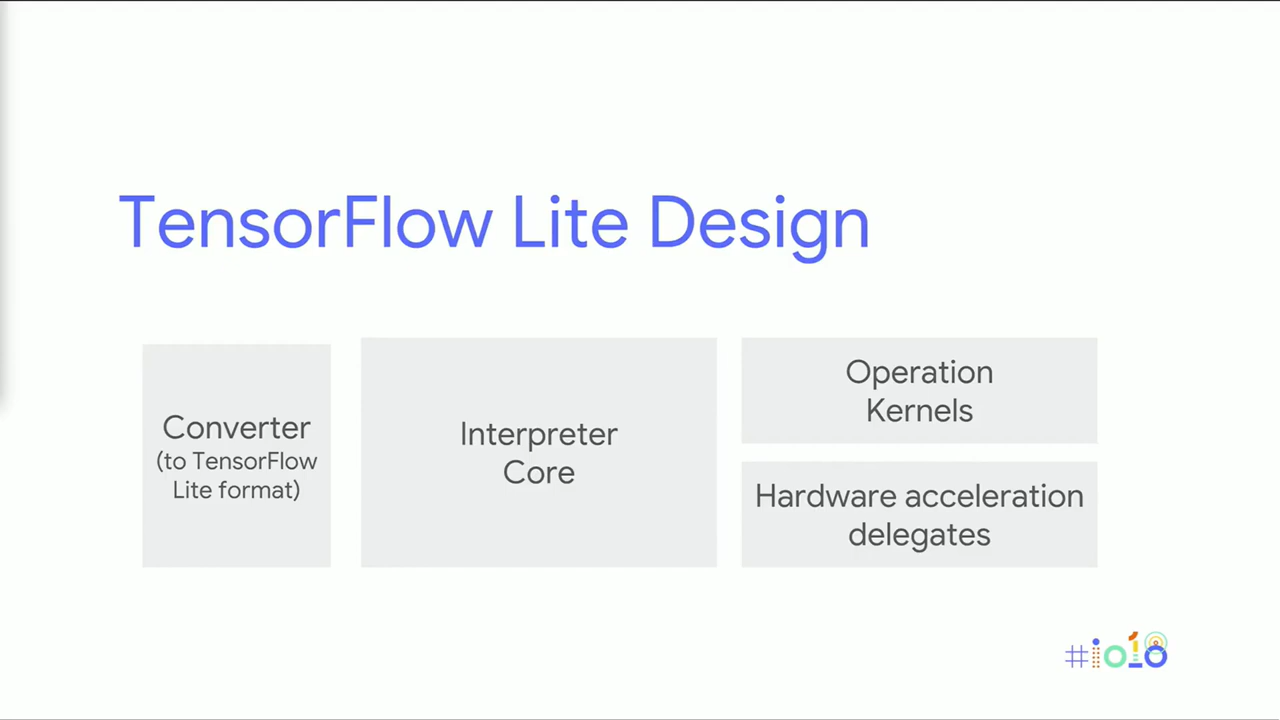 TensorFlow Lite Design
Converter
(to TensorFlow
Lite format)
Interpreter
Core
Operation
Kernels
Hardware acceleration
delegates
#io18